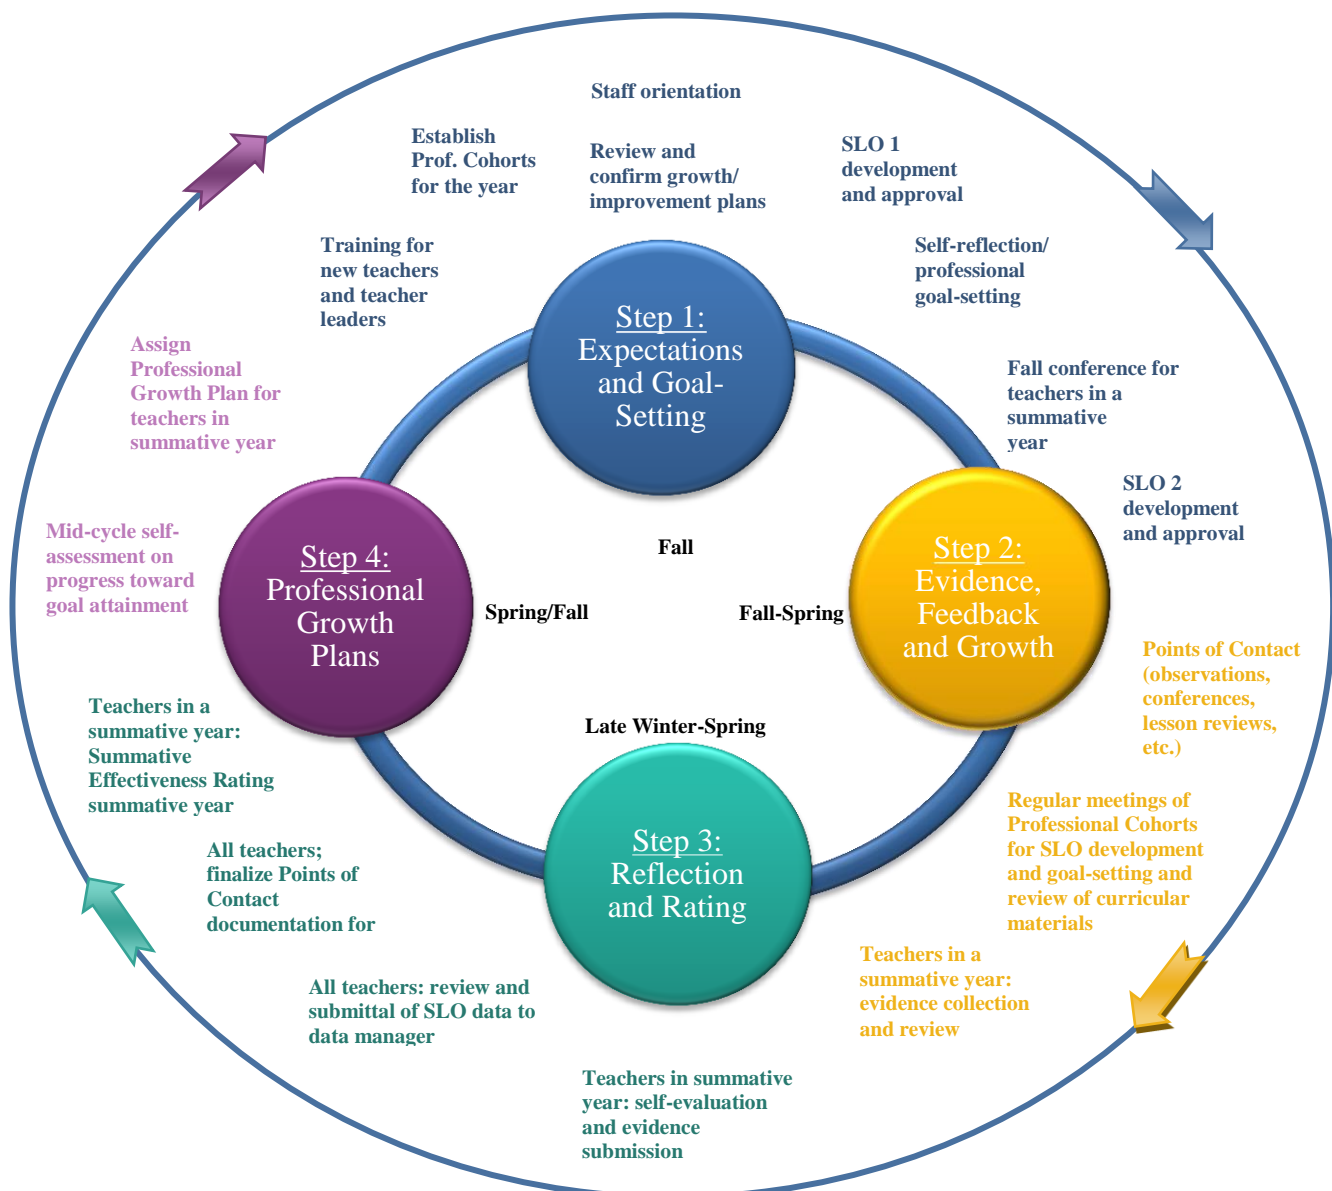 Staff orientation
Establish
Prof. Cohorts
for the year
Review and
confirm growth/
improvement plans
SLO 1
development
and approval
Training for
new teachers
and teacher
leaders
Self-reflection/
professional
goal-setting
Step 1:
Expectations
and Goal-
Setting
Assign
Professional
Growth Plan for
teachers in
summative year
Fall conference for
teachers in a
summative
year
SLO 2
development
and approval
Mid-cycle self-
assessment on
progress toward
goal attainment
Step 4:
Professional
Growth
Plans
Fall
Spring/Fall
Fall-Spring
Step 2:
Evidence,
Feedback
and Growth
Points of Contact
(observations,
conferences,
lesson reviews,
etc.)
Teachers in a
summative year:
Summative
Effectiveness Rating
summative year
Late Winter-Spring
Step 3:
Reflection
and Rating
Regular meetings of
Professional Cohorts
for SLO development
and goal-setting and
review of curricular
materials
All teachers;
finalize Points of
Contact
documentation for
Teachers in a
summative year:
evidence collection
and review
All teachers: review and
submittal of SLO data to
data manager
Teachers in summative
year: self-evaluation
and evidence
submission